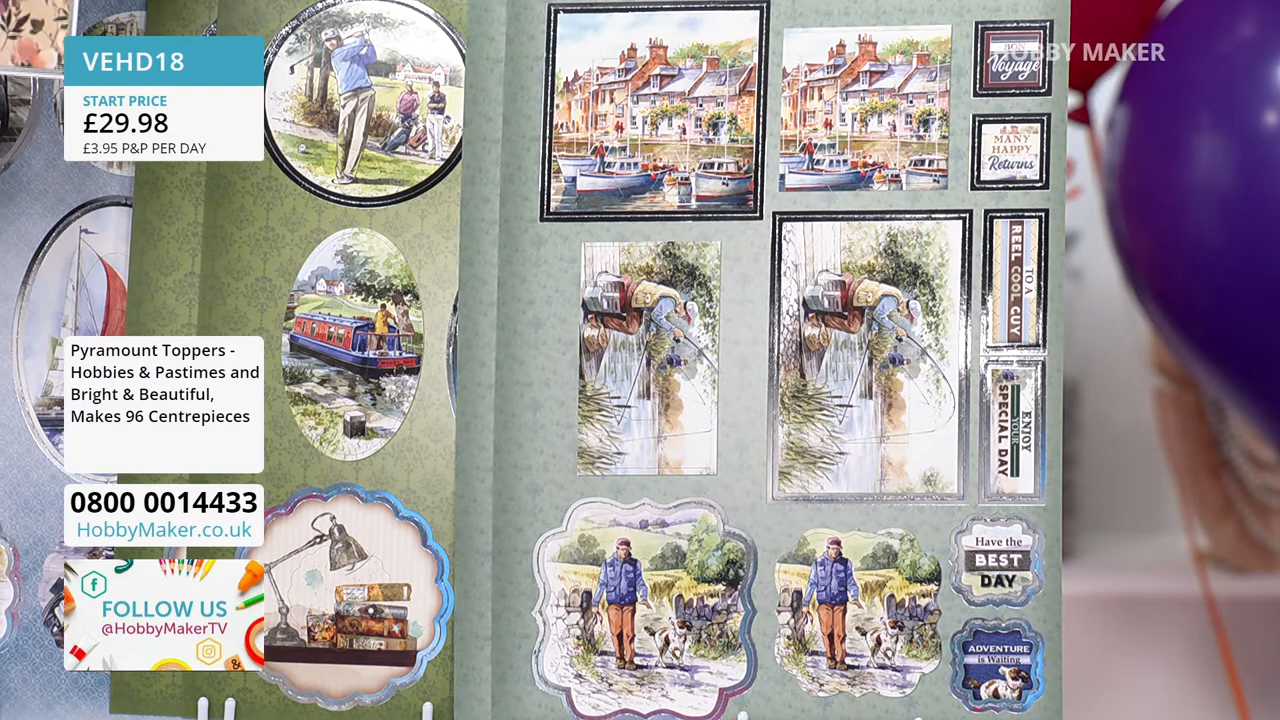 VEHD18
START PRICE
£29.98
£3.95 P&P PER DAY
Pyramount Toppers -
Hobbies & Pastimes and
Bright & Beautiful,
Makes 96 Centrepieces
0800 0014433
HobbyMaker.co.uk
FOLLOW US
@HobbyMakerTV
HOBBY MAKER
BON
Voyage
MANY
HAPPY
Returns
TO A
REEL COOL GUY
ENJOY
YOUR
SPECIAL DAY
Have the
BEST
DAY
ADVENTURE
is Waiting